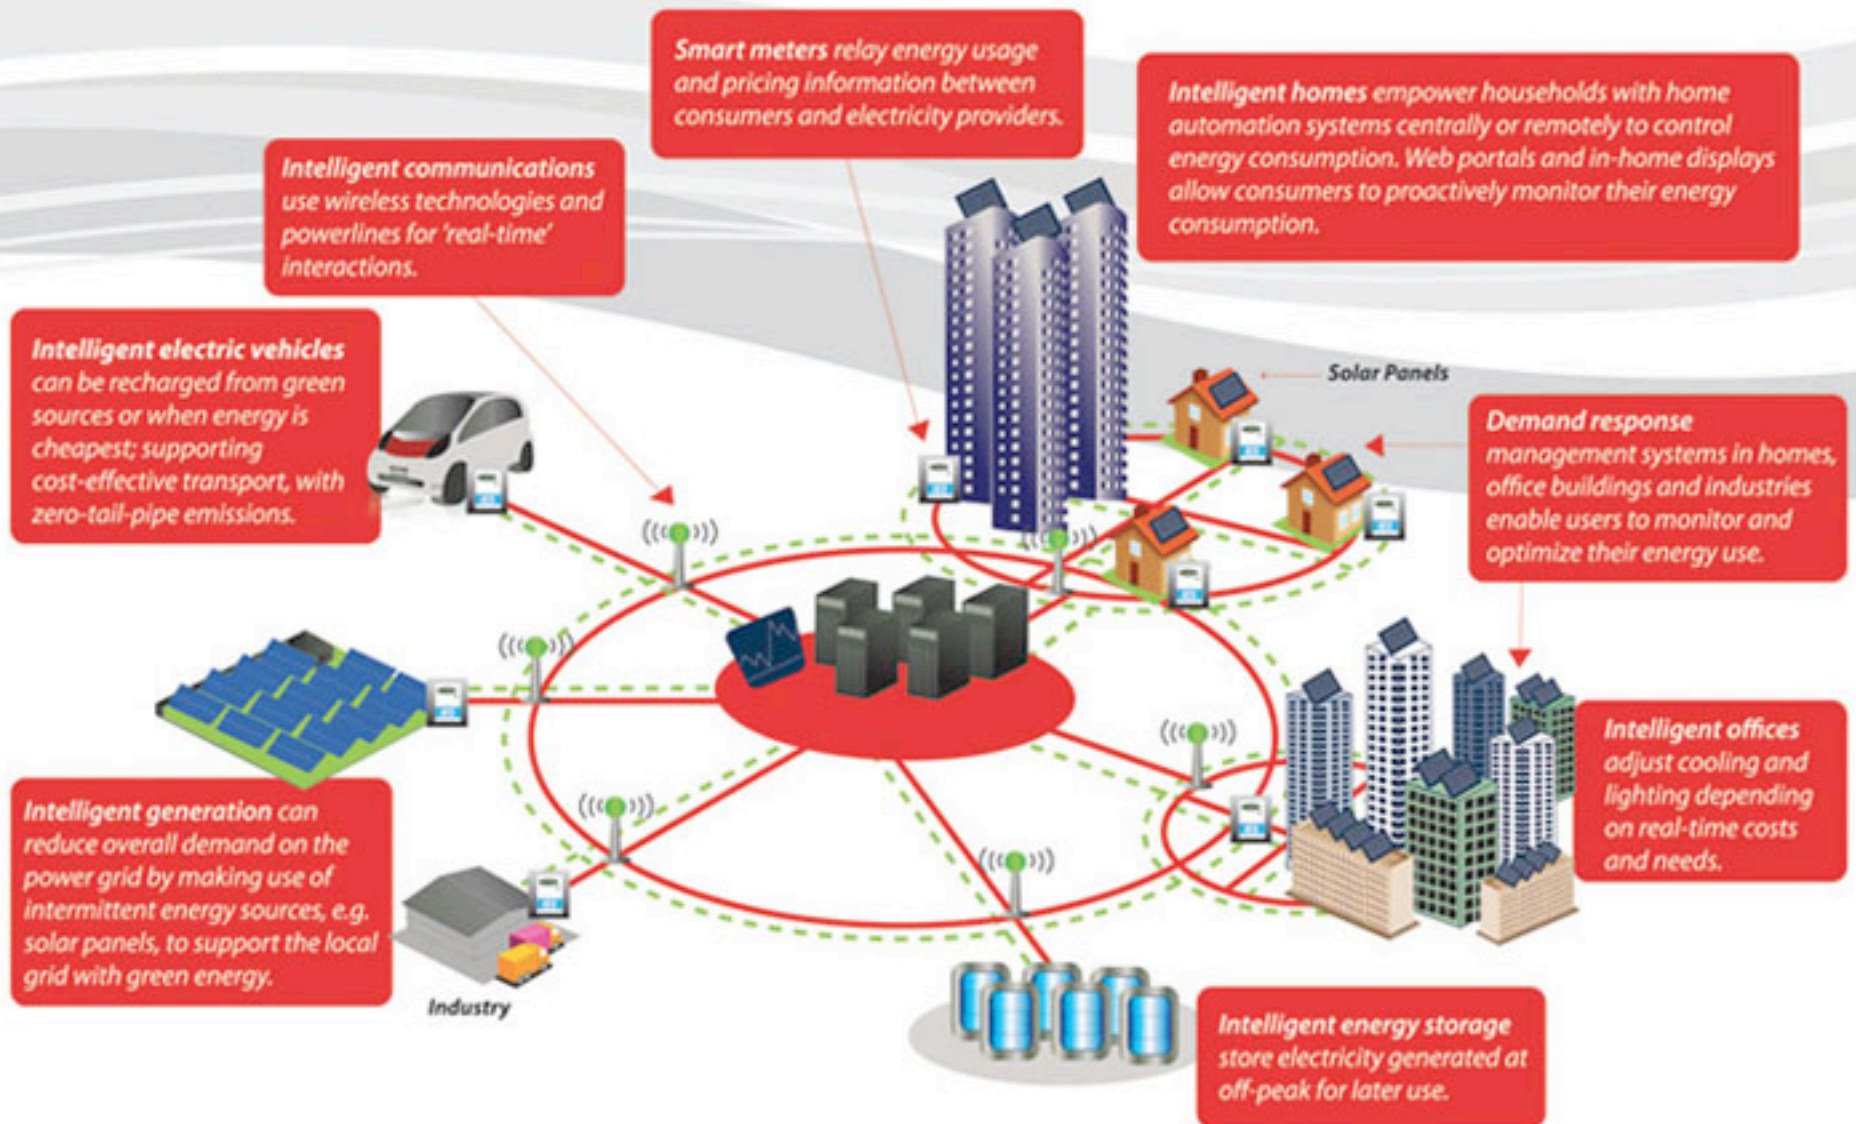 Smart meters relay energy usage
and pricing information between
consumers and electricity providers.
Intelligent homes empower households with home
automation systems centrally or remotely to control
energy consumption. Web portals and in-home displays
allow consumers to proactively monitor their energy
consumption.
Intelligent communications
use wireless technologies and
powerlines for 'real-time'
interactions.
Intelligent electric vehicles
can be recharged from green
sources or when energy is
cheapest; supporting
cost-effective transport, with
zero-tail-pipe emissions.
Solar Panels
Demand response
management systems in homes,
office buildings and industries
enable users to monitor and
optimize their energy use.
Intelligent offices
adjust cooling and
lighting depending
on real-time costs
and needs.
Intelligent generation can
reduce overall demand on the
power grid by making use of
intermittent energy sources, e.g.
solar panels, to support the local
grid with green energy.
Industry
Intelligent energy storage
store electricity generated at
off-peak for later use.